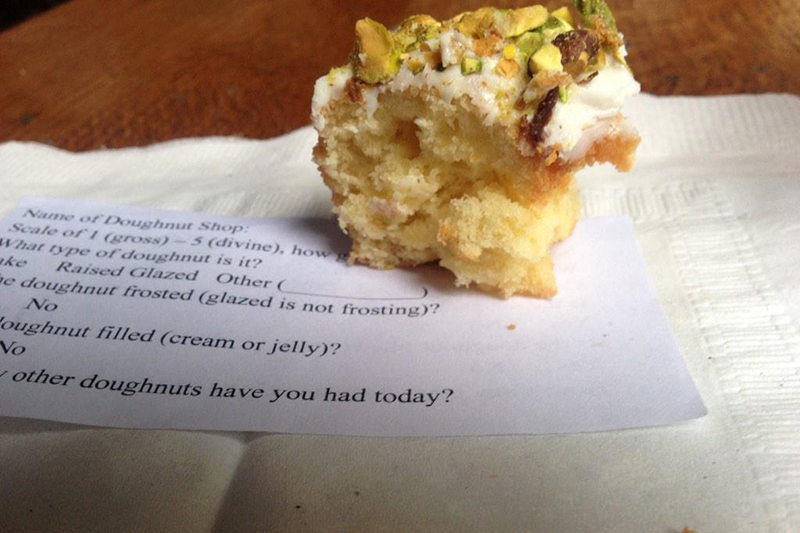 Name of Doughnut Shop:
Scale of 1 (gross) – 5 (divine), how
What type of doughnut is it?
Raised Glazed Other ( )
doughnut frosted (glazed is not frosting)?
No
doughnut filled (cream or jelly)?
No
other doughnuts have you had today?